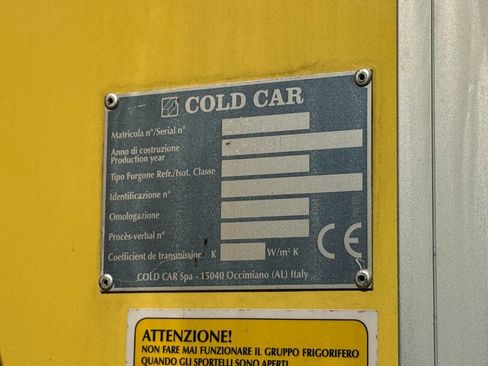 COLD CAR
Matricola n°/Serial n°
Anno di costruzione
Production year
Tipo Furgone Refr./Isot. Classe
Identificazione n°
Omologazione
Procès-verbal n°
Coefficient de transmission K W/m² K
CE
COLD CAR Spa - 15040 Occimiano (AL) Italy
ATTENZIONE!
NON FARE MAI FUNZIONARE IL GRUPPO FRIGORIFERO
QUANDO GLI SPORTELLI SONO APERTI